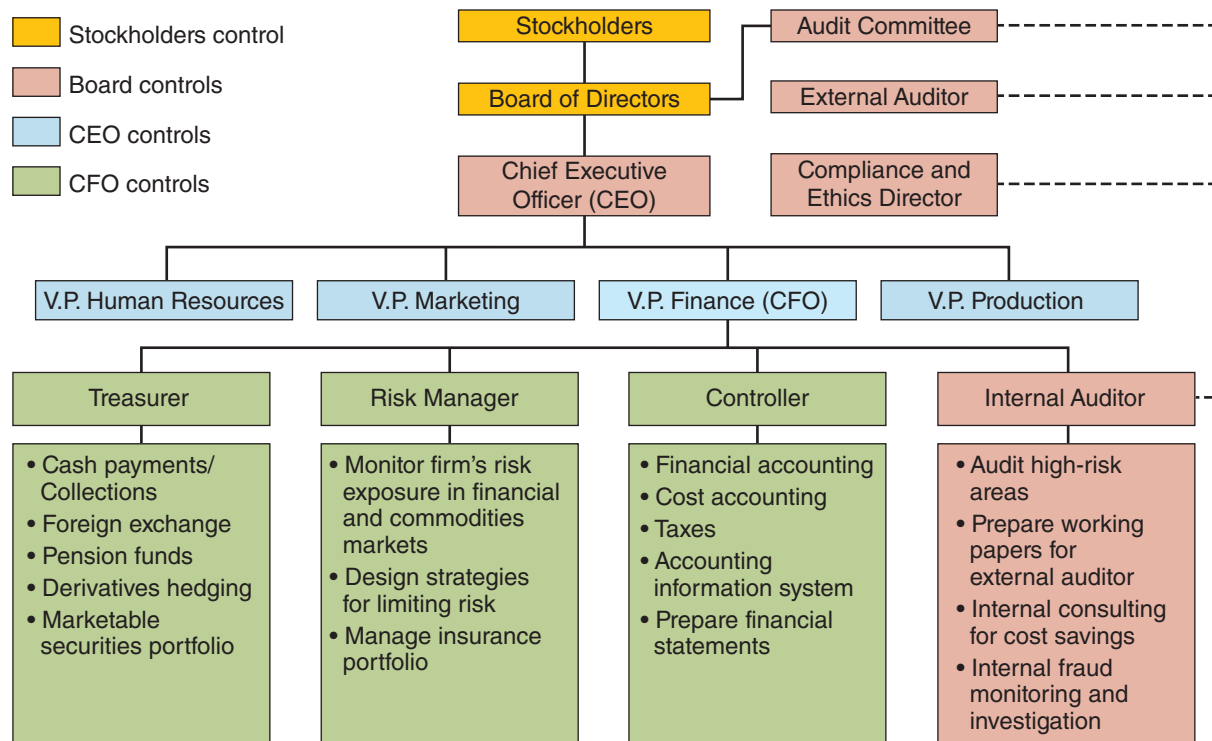 Stockholders control
Board controls
CEO controls
CFO controls
Stockholders
Board of Directors
Chief Executive
Officer (CEO)
Audit Committee
External Auditor
Compliance and
Ethics Director
V.P. Human Resources
V.P. Marketing
V.P. Finance (CFO)
V.P. Production
Treasurer
• Cash payments/
Collections
• Foreign exchange
• Pension funds
• Derivatives hedging
• Marketable
securities portfolio
Risk Manager
• Monitor firm's risk
exposure in financial
and commodities
markets
• Design strategies
for limiting risk
• Manage insurance
portfolio
Controller
• Financial accounting
• Cost accounting
• Taxes
• Accounting
information system
• Prepare financial
statements
Internal Auditor
• Audit high-risk
areas
• Prepare working
papers for
external auditor
• Internal consulting
for cost savings
• Internal fraud
monitoring and
investigation